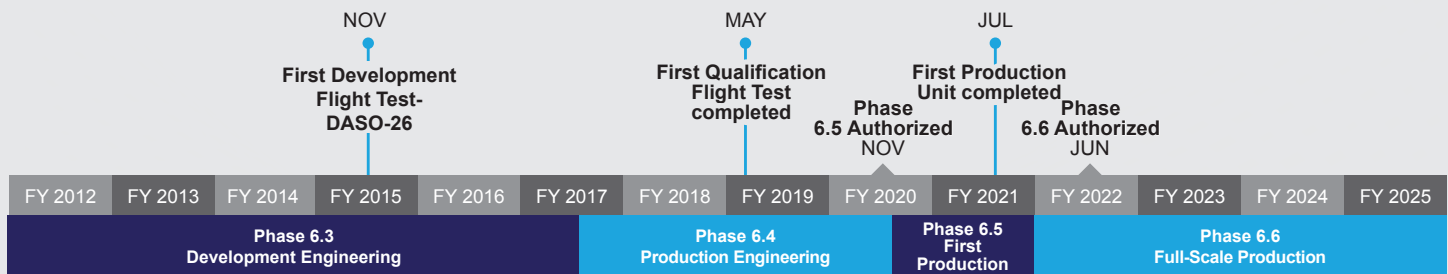 NOV
First Development
Flight Test-
DASO-26
MAY
First Qualification
Flight Test
completed
Phase
6.5 Authorized
NOV
JUL
First Production
Unit completed
Phase
6.6 Authorized
JUN
FY 2012
FY 2013
FY 2014
FY 2015
FY 2016
FY 2017
FY 2018
FY 2019
FY 2020
FY 2021
FY 2022
FY 2023
FY 2024
FY 2025
Phase 6.3
Development Engineering
Phase 6.4
Production Engineering
Phase 6.5
First
Production
Phase 6.6
Full-Scale Production